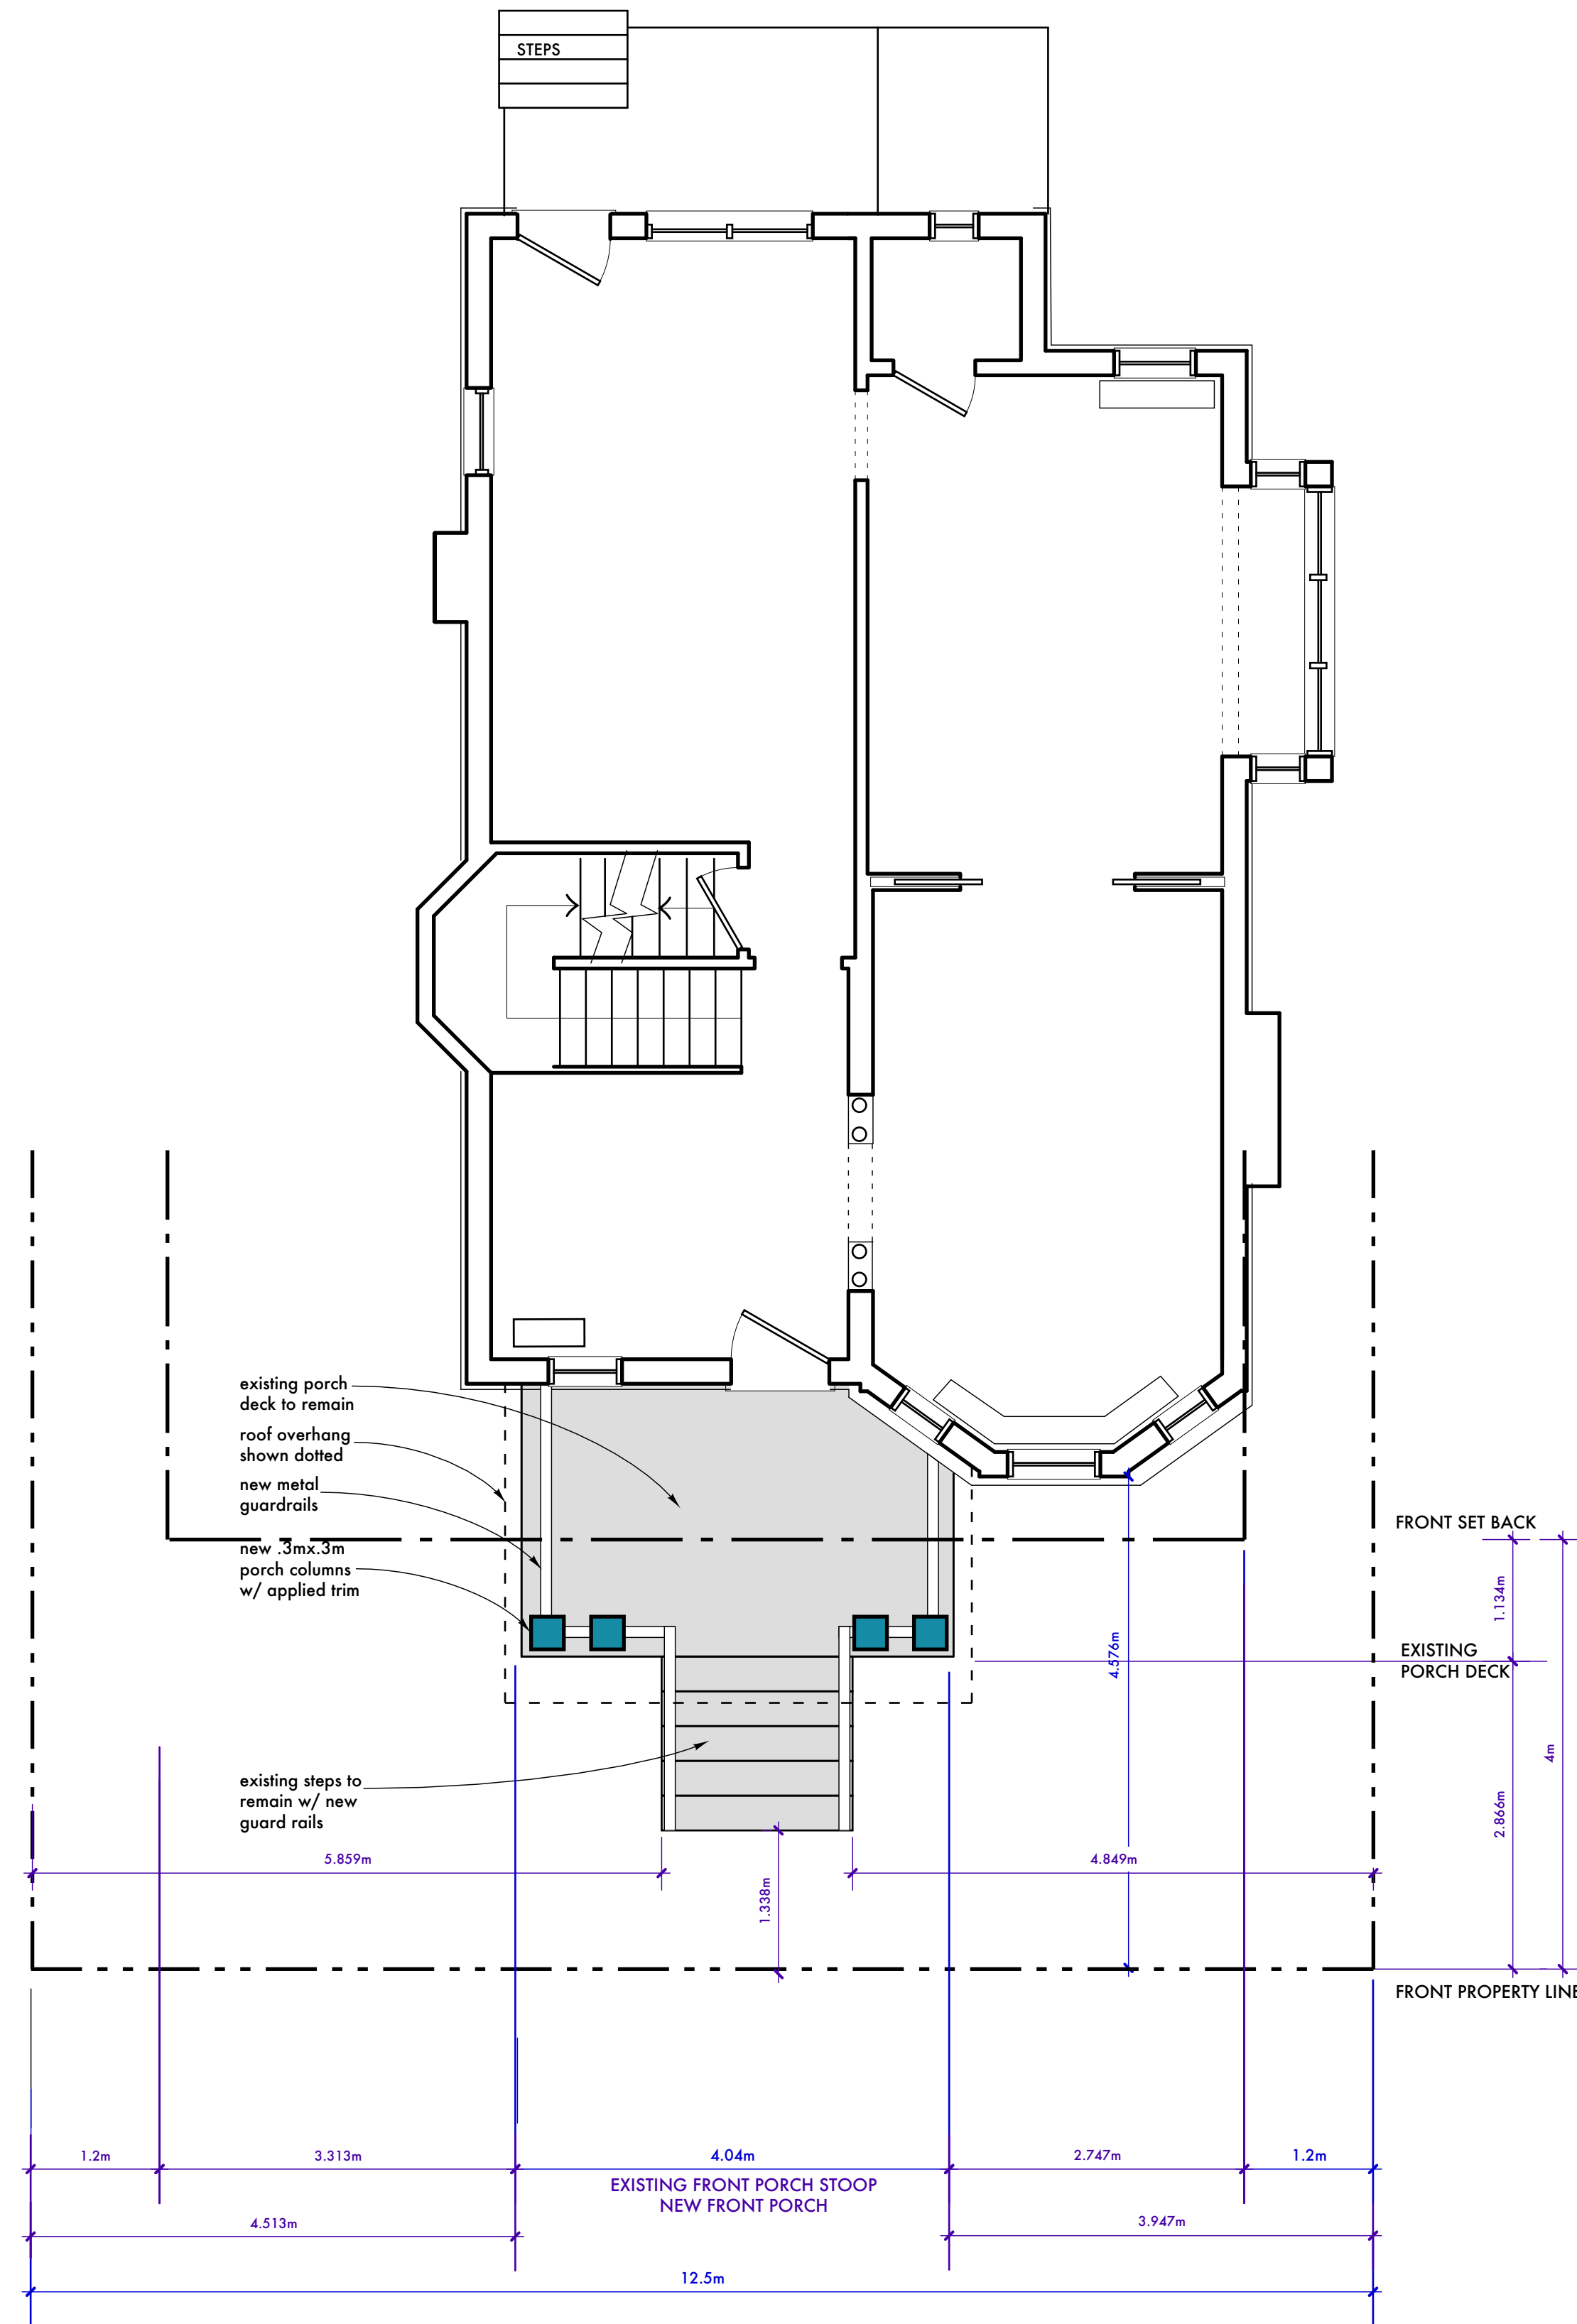 STEPS
existing porch
deck to remain
roof overhang
shown dotted
new metal
guardrails
new .3mx.3m
porch columns
w/ applied trim
FRONT SET BACK
1.134m
EXISTING
PORCH DECK
4.576m
4m
existing steps to
remain w/ new
guard rails
2.866m
5.859m
4.849m
1.338m
FRONT PROPERTY LINE
1.2m
3.313m
4.04m
2.747m
1.2m
EXISTING FRONT PORCH STOOP
NEW FRONT PORCH
4.513m
3.947m
12.5m